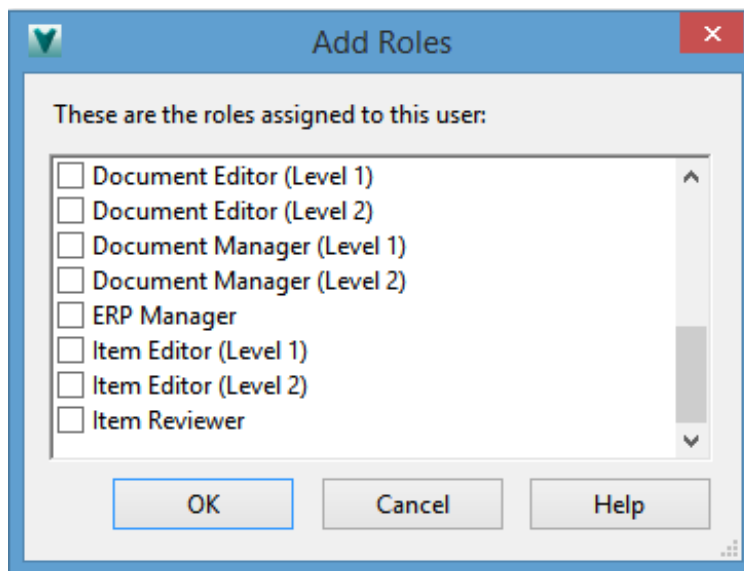 Add Roles
These are the roles assigned to this user:
Document Editor (Level 1)
Document Editor (Level 2)
Document Manager (Level 1)
Document Manager (Level 2)
ERP Manager
Item Editor (Level 1)
Item Editor (Level 2)
Item Reviewer
OK Cancel Help